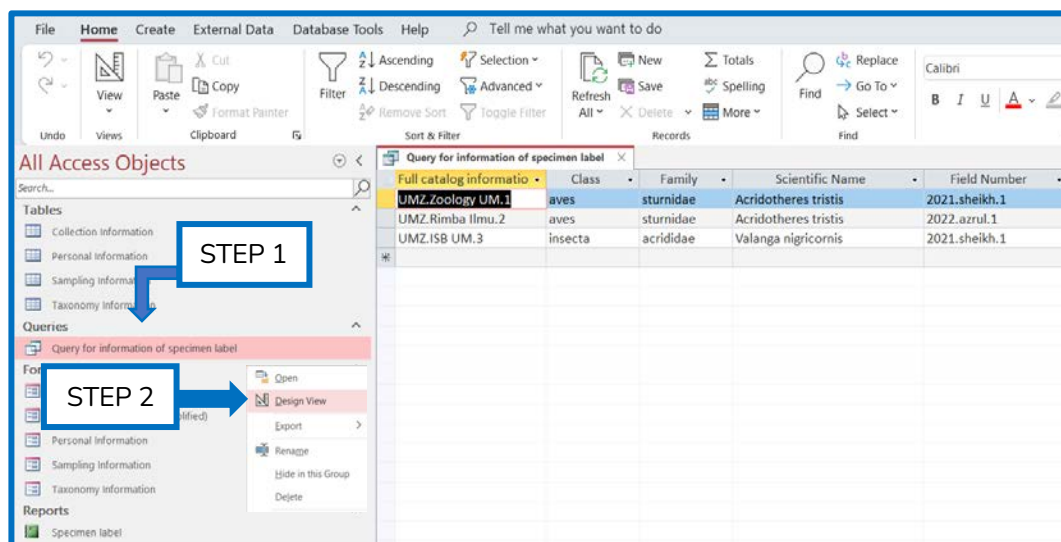 File Home Create External Data Database Tools Help Tell me what you want to do
View
Paste
Cut
Copy
Format Painter
Filter
Ascending
Descending
Remove Sort
Selection
Advanced
Toggle Filter
Refresh
All
New
Save
Delete
Totals
Spelling
More
Find
Replace
Go To
Select
Calibri
B I U A
Undo Views Clipboard Sort & Filter Records Find
All Access Objects
Search...
Tables
Collection Information
Personal Information
Sampling Informat
Taxonomy Information
Queries
Query for information of specimen label
For
lified)
Personal Information
Sampling Information
Taxonomy Information
Reports
Specimen label
STEP 1
STEP 2
Open
Design View
Export
Rename
Hide in this Group
Delete
Query for information of specimen label
Full catalog informatio Class Family Scientific Name Field Number
UMZ.Zoology UM.1 aves sturnidae Acridotheres tristis 2021.sheikh.1
UMZ.Rimba Ilmu.2 aves sturnidae Acridotheres tristis 2022.azrul.1
UMZ.ISB UM.3 insecta acrididae Valanga nigricornis 2021.sheikh.1